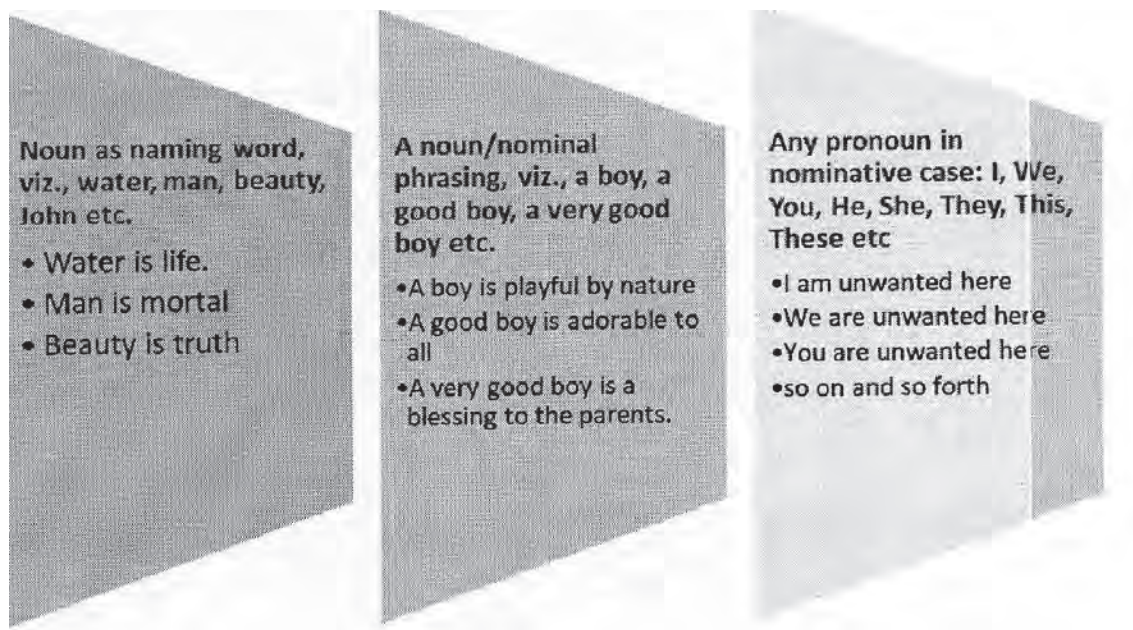 Noun as naming word,
viz., water, man, beauty,
John etc.
• Water is life.
• Man is mortal
• Beauty is truth
A noun/nominal
phrasing, viz., a boy, a
good boy, a very good
boy etc.
•A boy is playful by nature
•A good boy is adorable to
all
•A very good boy is a
blessing to the parents.
Any pronoun in
nominative case: I, We,
You, He, She, They, This,
These etc
•I am unwanted here
•We are unwanted here
•You are unwanted here
•so on and so forth